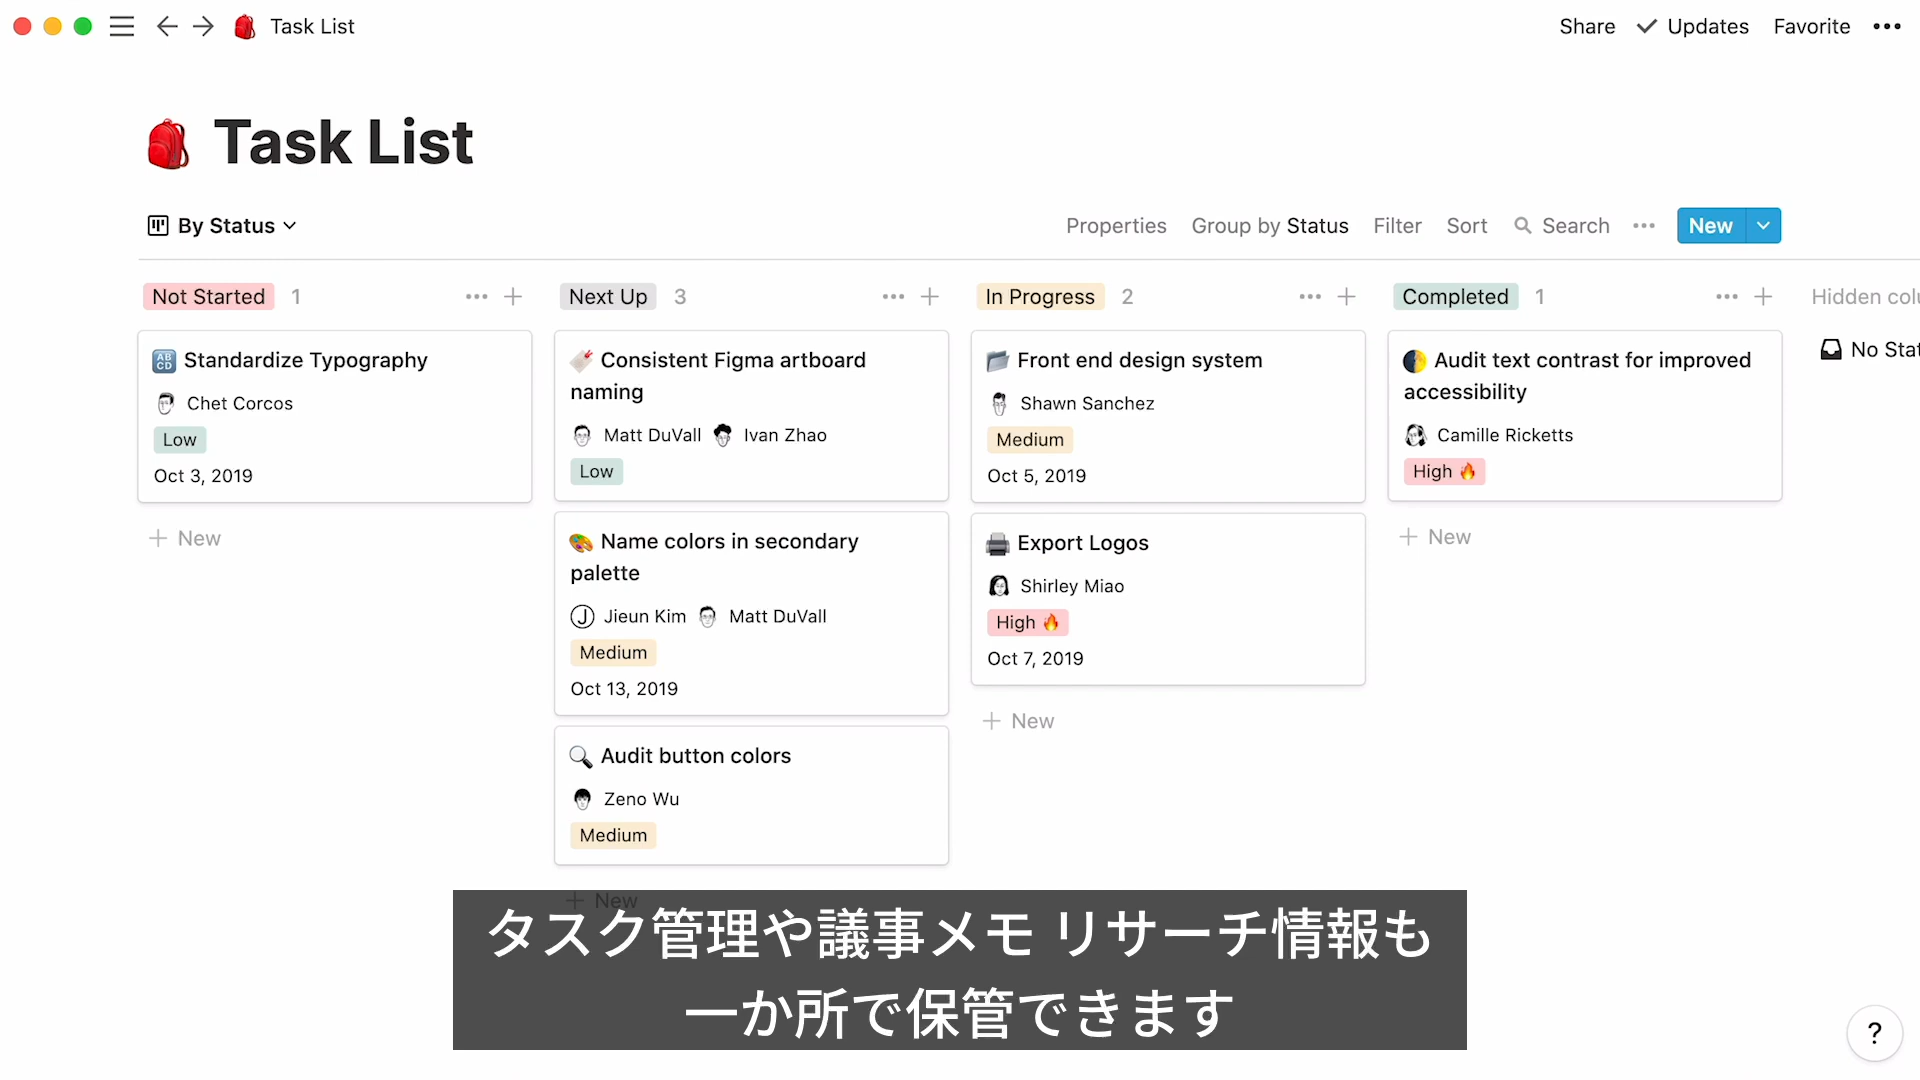 Task List
Share
Updates
Favorite
Task List
By Status
Properties
Group by Status
Filter
Sort
Search
New
Not Started 1
Standardize Typography
Chet Corcos
Low
Oct 3, 2019
New
Next Up 3
Consistent Figma artboard
naming
Matt DuVall Ivan Zhao
Low
Name colors in secondary
palette
Jieun Kim Matt DuVall
Medium
Oct 13, 2019
Audit button colors
Zeno Wu
Medium
New
In Progress 2
Front end design system
Shawn Sanchez
Medium
Oct 5, 2019
Export Logos
Shirley Miao
High 🔥
Oct 7, 2019
New
Completed 1
Audit text contrast for improved
accessibility
Camille Ricketts
High 🔥
New
Hidden colu
No Stat
タスク管理や議事メモ リサーチ情報も
一か所で保管できます
?